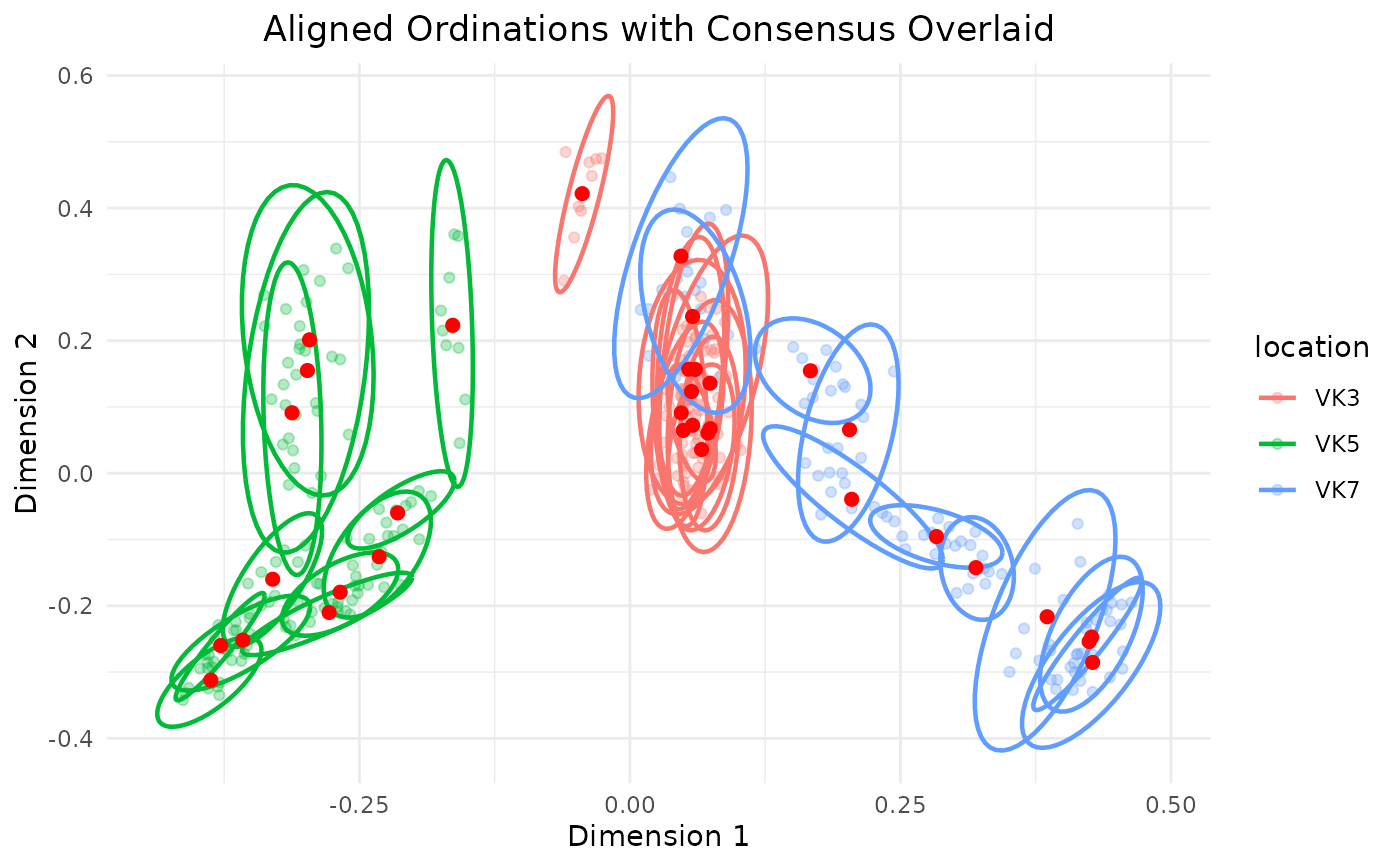 Aligned Ordinations with Consensus Overlaid
0.6
0.4
0.2
0.0
-0.2
-0.4
Dimension 2
-0.25
0.00
0.25
0.50
Dimension 1
location
VK3
VK5
VK7